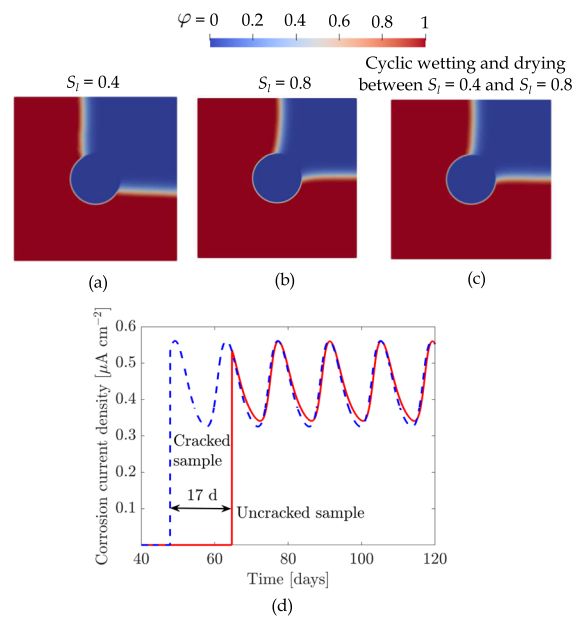 φ = 0 0.2 0.4 0.6 0.8 1
Cyclic wetting and drying
between Sl = 0.4 and Sl = 0.8
Sl = 0.4
Sl = 0.8
(a)
(b)
(c)
Corrosion current density [μA cm−2]
0.6
0.5
0.4
0.3
0.2
0.1
Cracked
sample
17 d
Uncracked sample
40 60 80 100 120
Time [days]
(d)